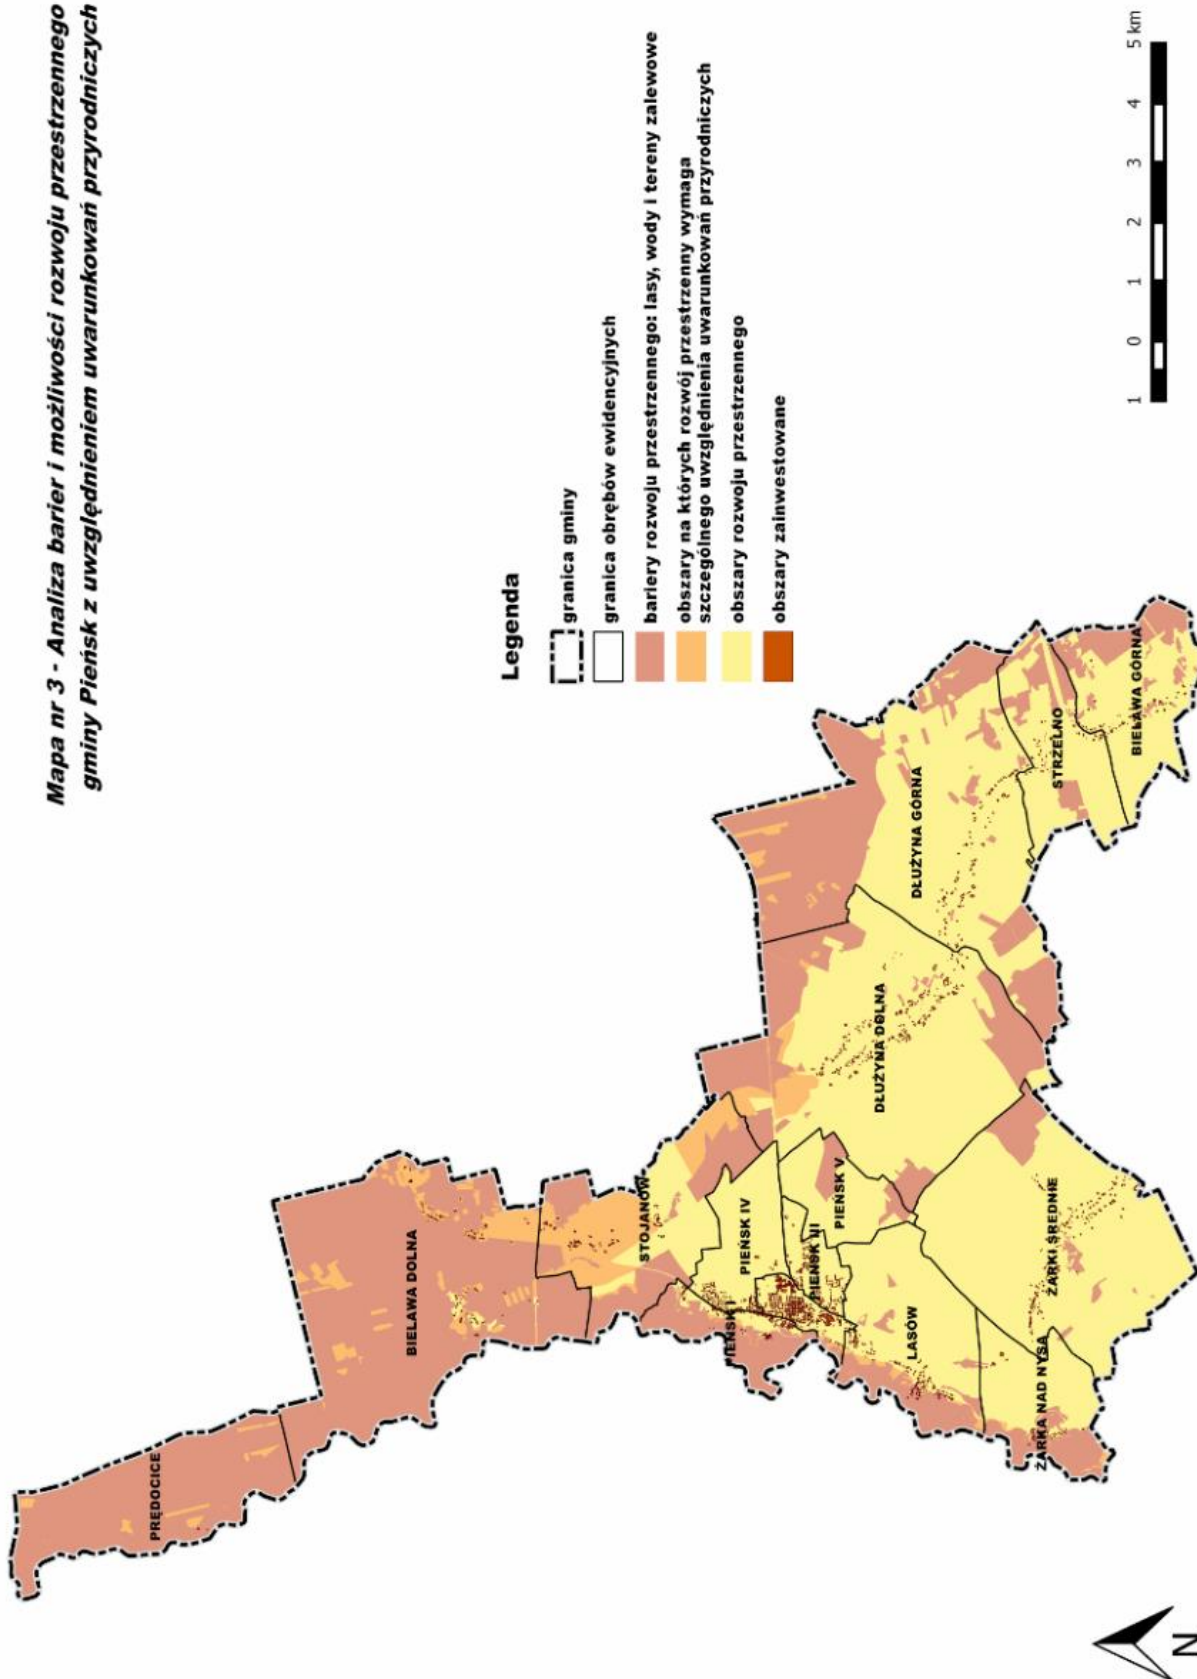 Mapa nr 3 - Analiza barier i możliwości rozwoju przestrzennego
gminy Pieńsk z uwzględnieniem uwarunkowań przyrodniczych
Legenda
granica gminy
granica obrębów ewidencyjnych
bariery rozwoju przestrzennego: lasy, wody i tereny zalewowe
obszary na których rozwój przestrzenny wymaga
szczególnego uwzględnienia uwarunkowań przyrodniczych
obszary rozwoju przestrzennego
obszary zainwestowane
PRĘDOCICE
BIELAWA DOLNA
STOJANÓW
PIEŃSK I
PIEŃSK IV
PIEŃSK III
PIEŃSK V
LASÓW
DŁUŻYNA DOLNA
DŁUŻYNA GÓRNA
STRZELNO
BIELAWA GÓRNA
ŻARKI ŚREDNIE
ŻARKA NAD NYSĄ
N
1 0 1 2 3 4 5 km